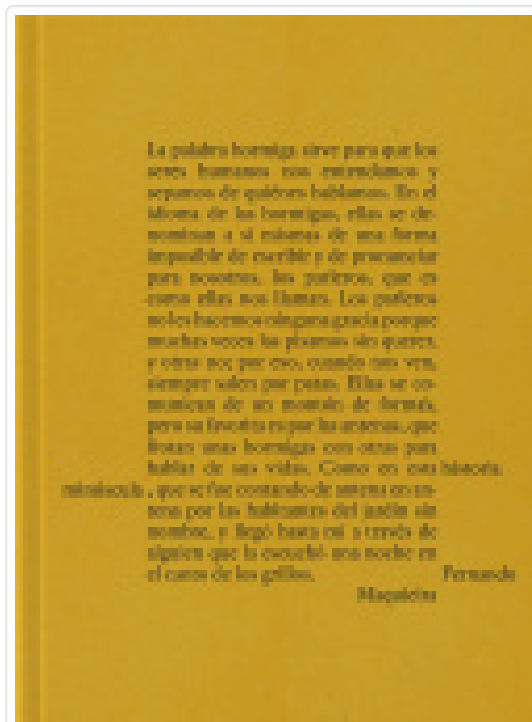 La palabra hormiga sirve para que los
seres humanos nos entendamos y
sepamos de quiénes hablamos. En el
idioma de las hormigas, ellas se de-
nominan a sí mismas de una forma
imposible de escribir y de pronunciar
para nosotros, los pañeros, que es
como ellas nos llaman. Los pañeros
no les hacemos ninguna gracia porque
muchas veces las pisamos sin querer,
y otras no; por eso, cuando nos ven,
siempre salen por patas. Ellas se co-
munican de un montón de formas,
pero su favorita es por las antenas, que
frotan unas hormigas con otras para
hablar de sus vidas. Como en esta historia
minúscula, que se fue contando de antena en an-
tena por las habitantes del jardín sin
nombre, y llegó hasta mí a través de
alguien que la escuchó una noche en
el canto de los grillos. Fernando
Maquieira